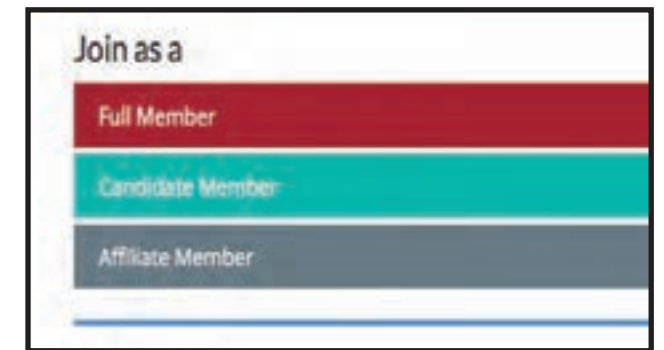 Join as a
Full Member
Candidate Member
Affiliate Member